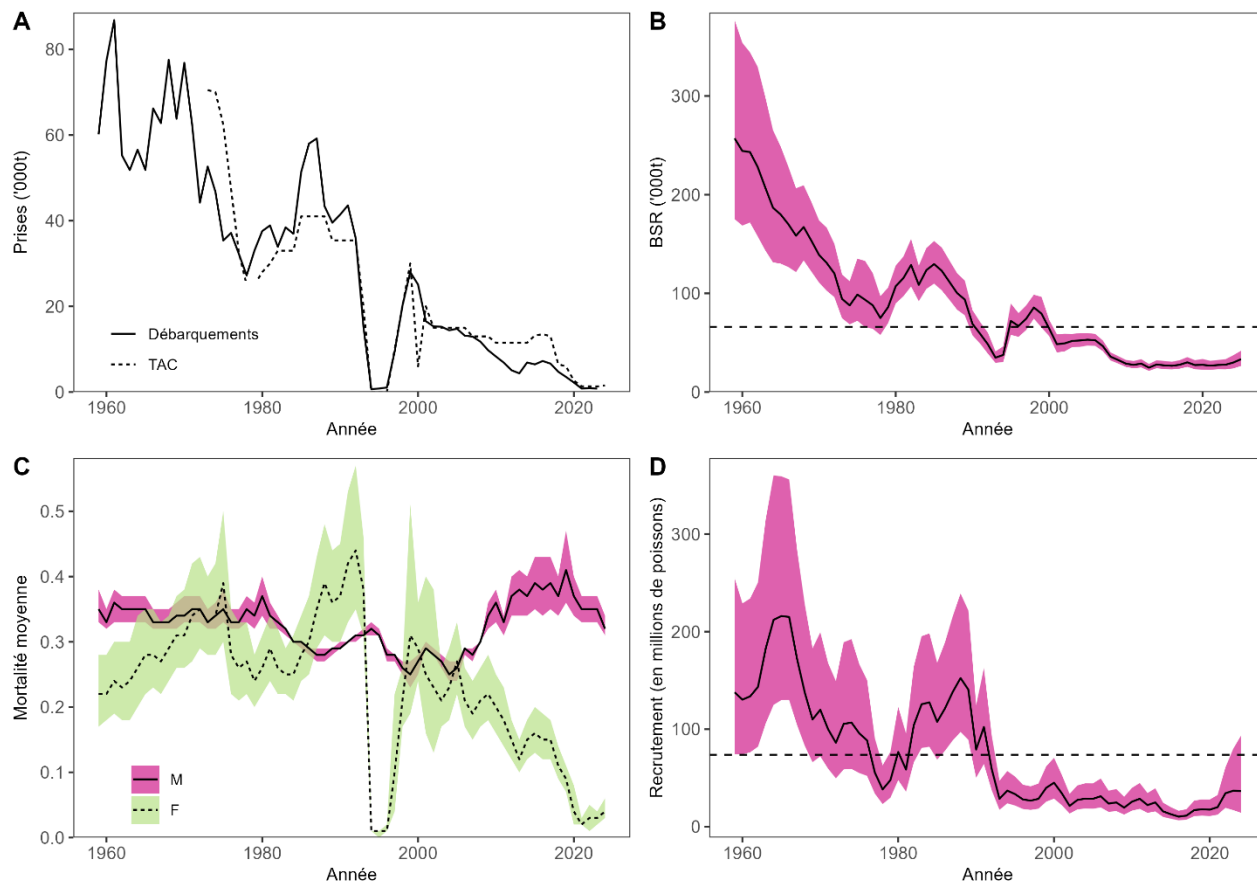 A
Prises ('000t)
80
60
40
20
0
Débarquements
TAC
1960
1980
2000
2020
Année
B
BSR ('000t)
300
200
100
0
1960
1980
2000
2020
Année
C
Mortalité moyenne
0.5
0.4
0.3
0.2
0.1
0.0
M
F
1960
1980
2000
2020
Année
D
Recrutement (en millions de poissons)
300
200
100
0
1960
1980
2000
2020
Année